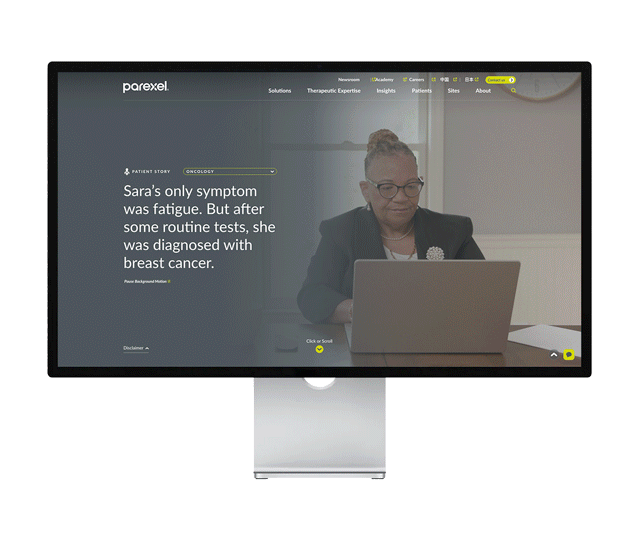 Newsroom Academy Careers 中国 日本 Contact us
parexel.
Solutions Therapeutic Expertise Insights Patients Sites About
PATIENT STORY ONCOLOGY
Sara's only symptom
was fatigue. But after
some routine tests, she
was diagnosed with
breast cancer.
Pause Background Motion
Click or Scroll
Disclaimer